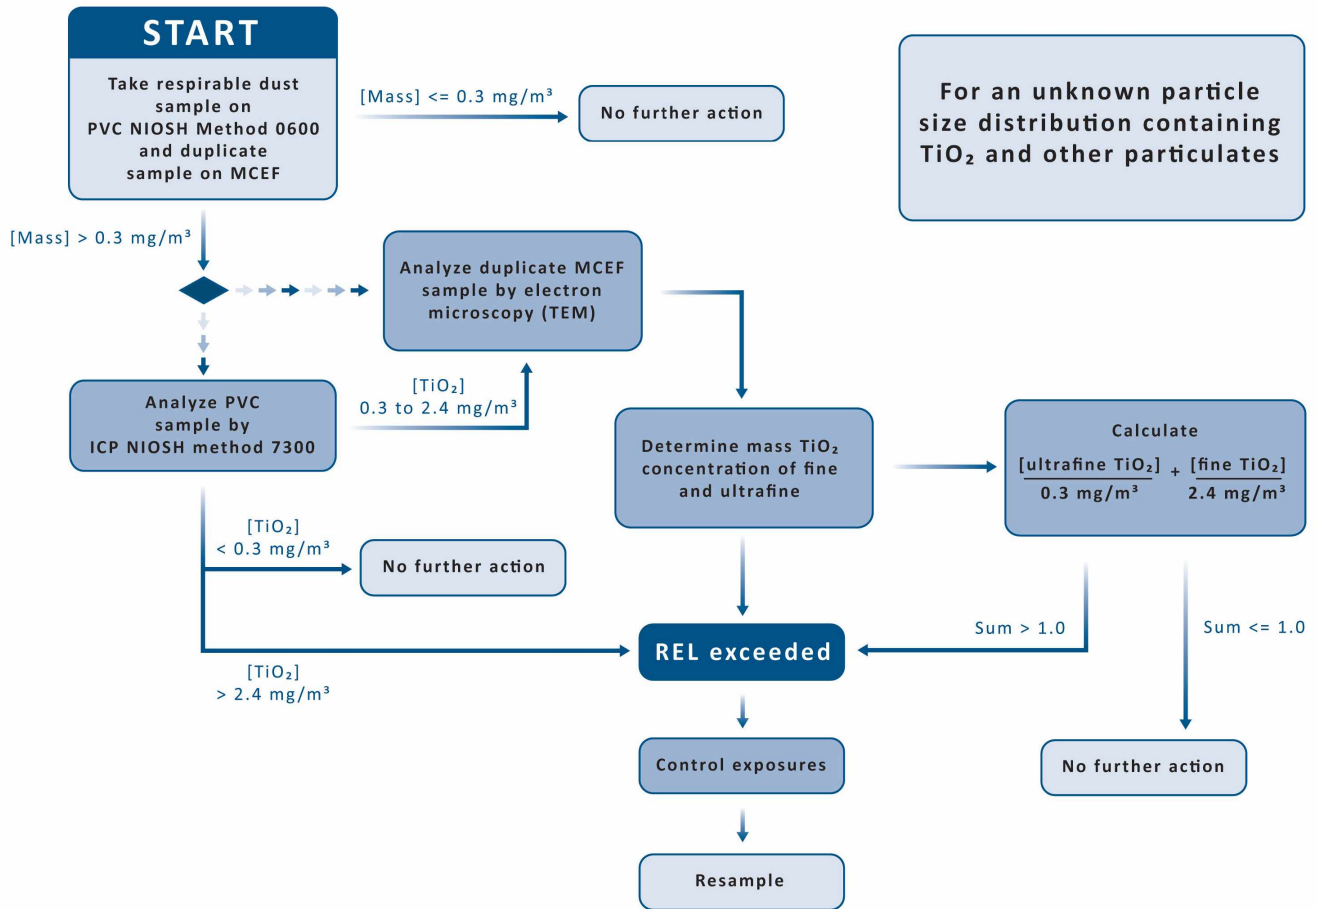 START
Take respirable dust
sample on
PVC NIOSH Method 0600
and duplicate
sample on MCEF
[Mass] <= 0.3 mg/m³
No further action
For an unknown particle
size distribution containing
TiO₂ and other particulates
[Mass] > 0.3 mg/m³
Analyze duplicate MCEF
sample by electron
microscopy (TEM)
Analyze PVC
sample by
ICP NIOSH method 7300
[TiO₂]
0.3 to 2.4 mg/m³
Determine mass TiO₂
concentration of fine
and ultrafine
Calculate
[ultrafine TiO₂] + [fine TiO₂]
0.3 mg/m³ 2.4 mg/m³
[TiO₂]
< 0.3 mg/m³
No further action
[TiO₂]
> 2.4 mg/m³
REL exceeded
Sum > 1.0
Sum <= 1.0
Control exposures
No further action
Resample